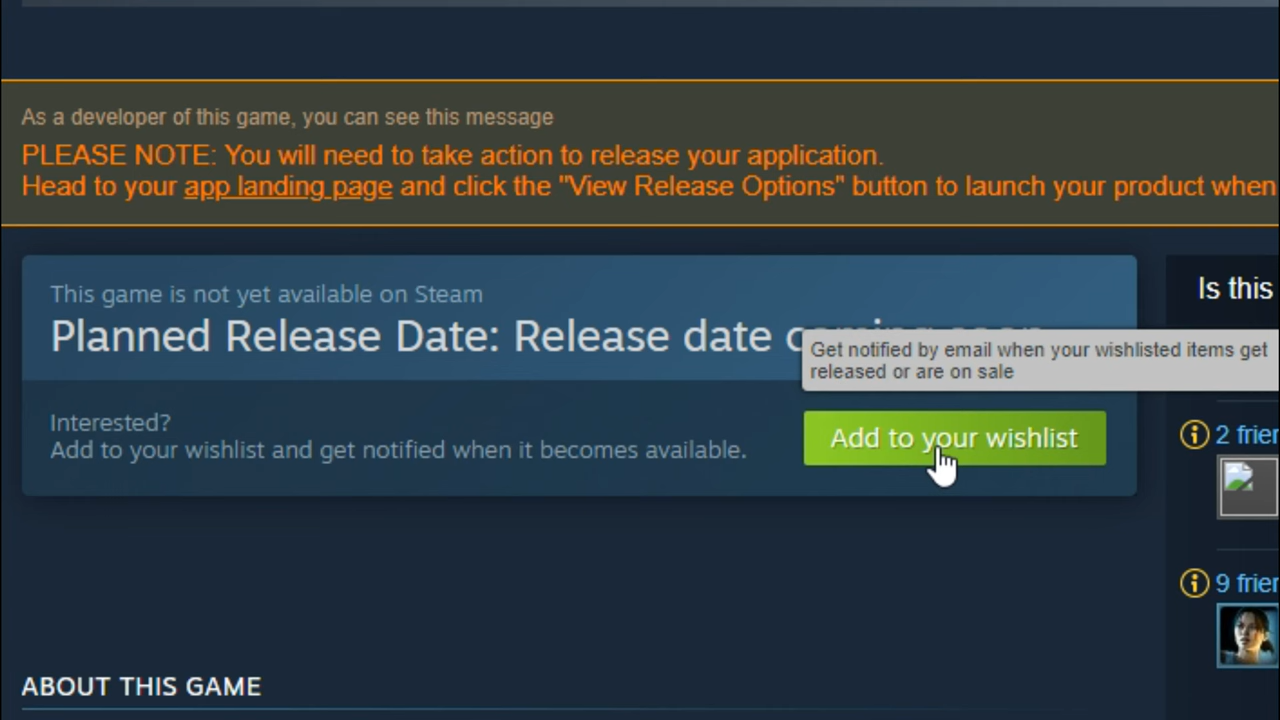 As a developer of this game, you can see this message
PLEASE NOTE: You will need to take action to release your application.
Head to your app landing page and click the "View Release Options" button to launch your product when
This game is not yet available on Steam
Planned Release Date: Release date coming soon
Is this
Get notified by email when your wishlisted items get
released or are on sale
Interested?
Add to your wishlist and get notified when it becomes available.
Add to your wishlist
2 frien
9 frien
ABOUT THIS GAME